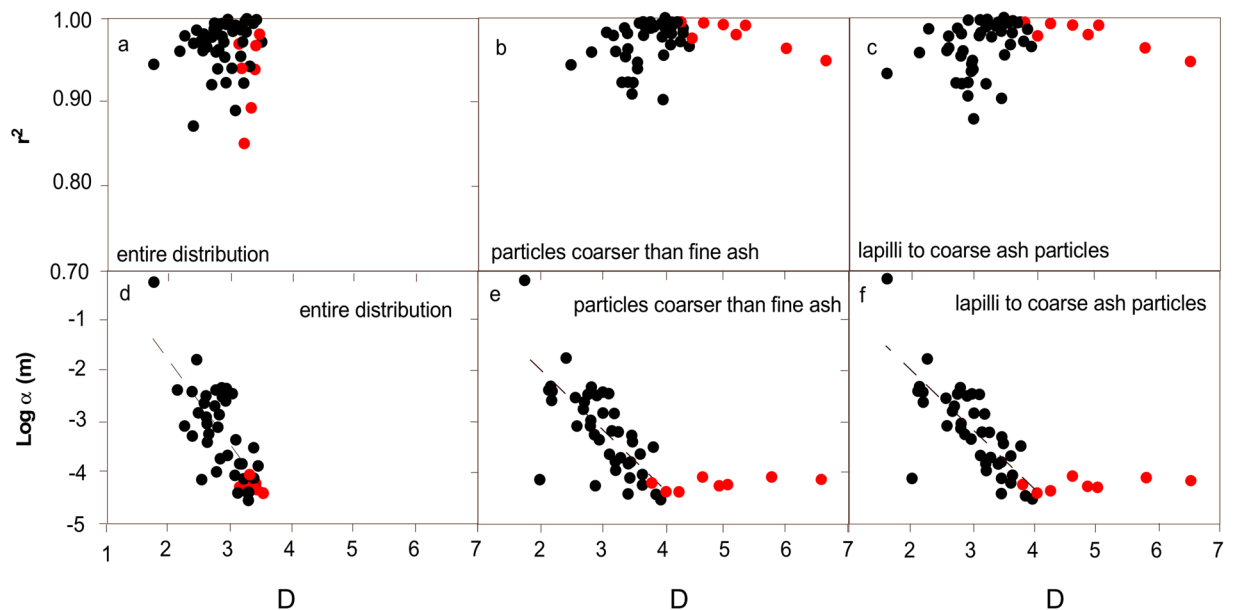 1.00
0.90
0.80
r²
a
b
c
entire distribution
particles coarser than fine ash
lapilli to coarse ash particles
0.70
-1
-2
-3
-4
-5
Log α (m)
d
e
f
entire distribution
particles coarser than fine ash
lapilli to coarse ash particles
1 2 3 4 5 6 7
2 3 4 5 6 7
2 3 4 5 6 7
D D D